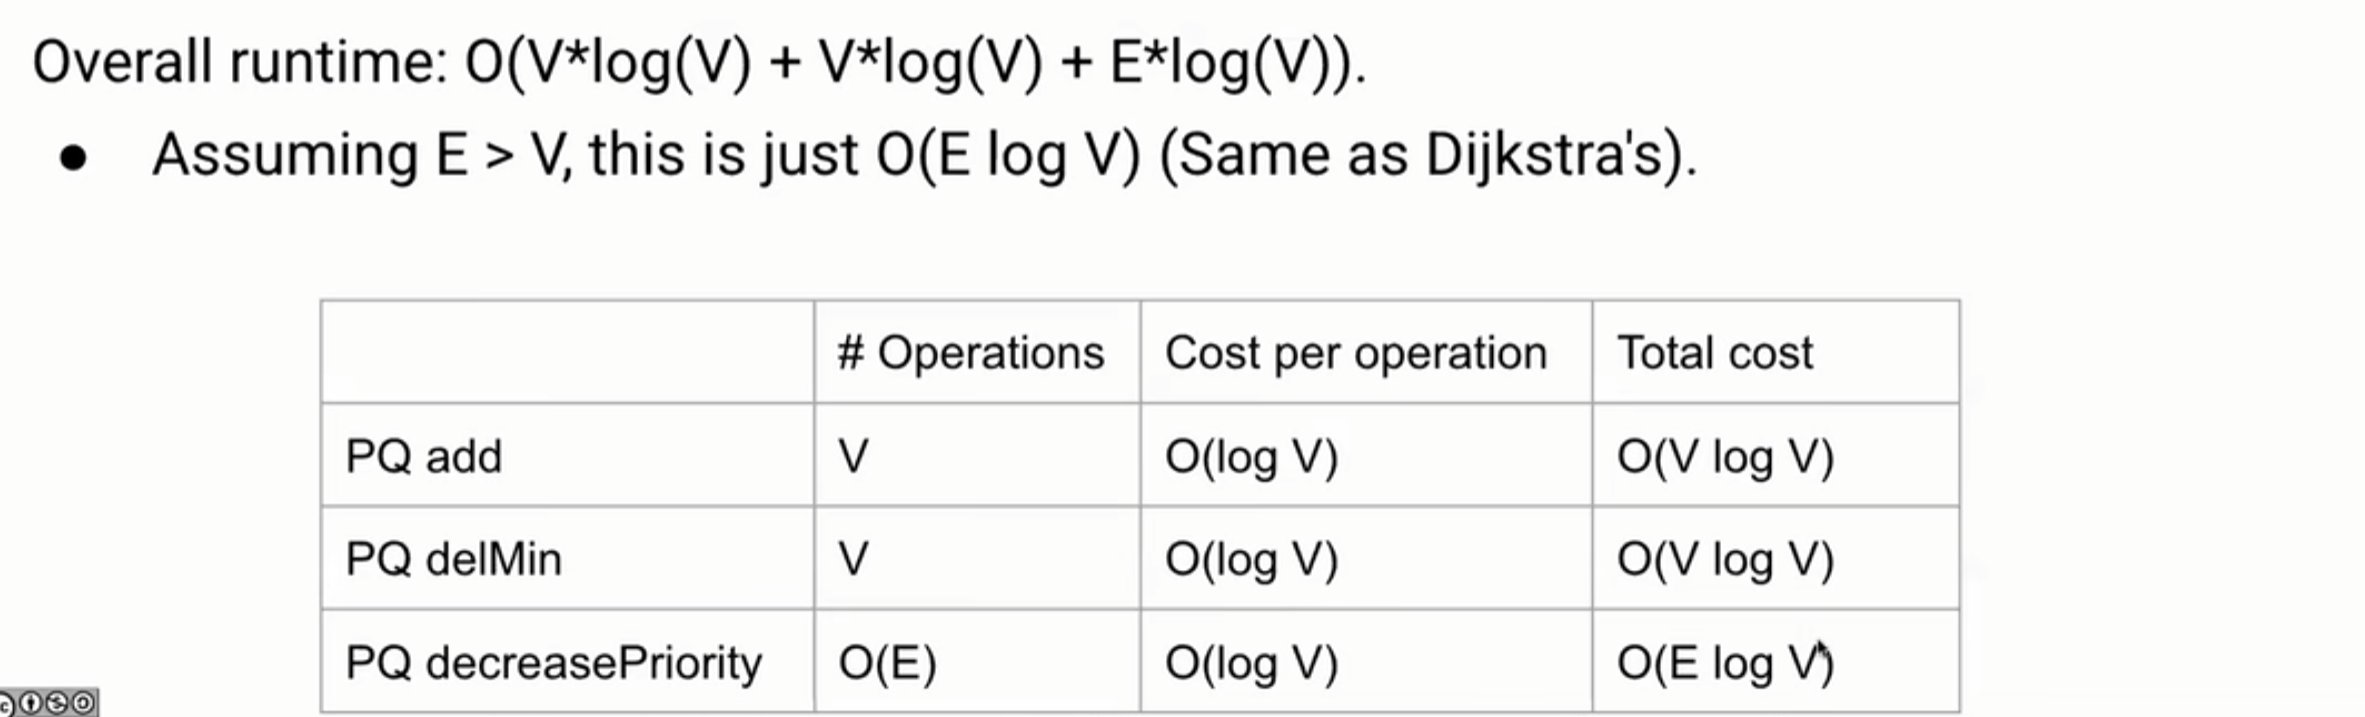 Overall runtime: O(V*log(V) + V*log(V) + E*log(V)).
● Assuming E > V, this is just O(E log V) (Same as Dijkstra's).
# Operations Cost per operation Total cost
PQ add V O(log V) O(V log V)
PQ delMin V O(log V) O(V log V)
PQ decreasePriority O(E) O(log V) O(E log V)